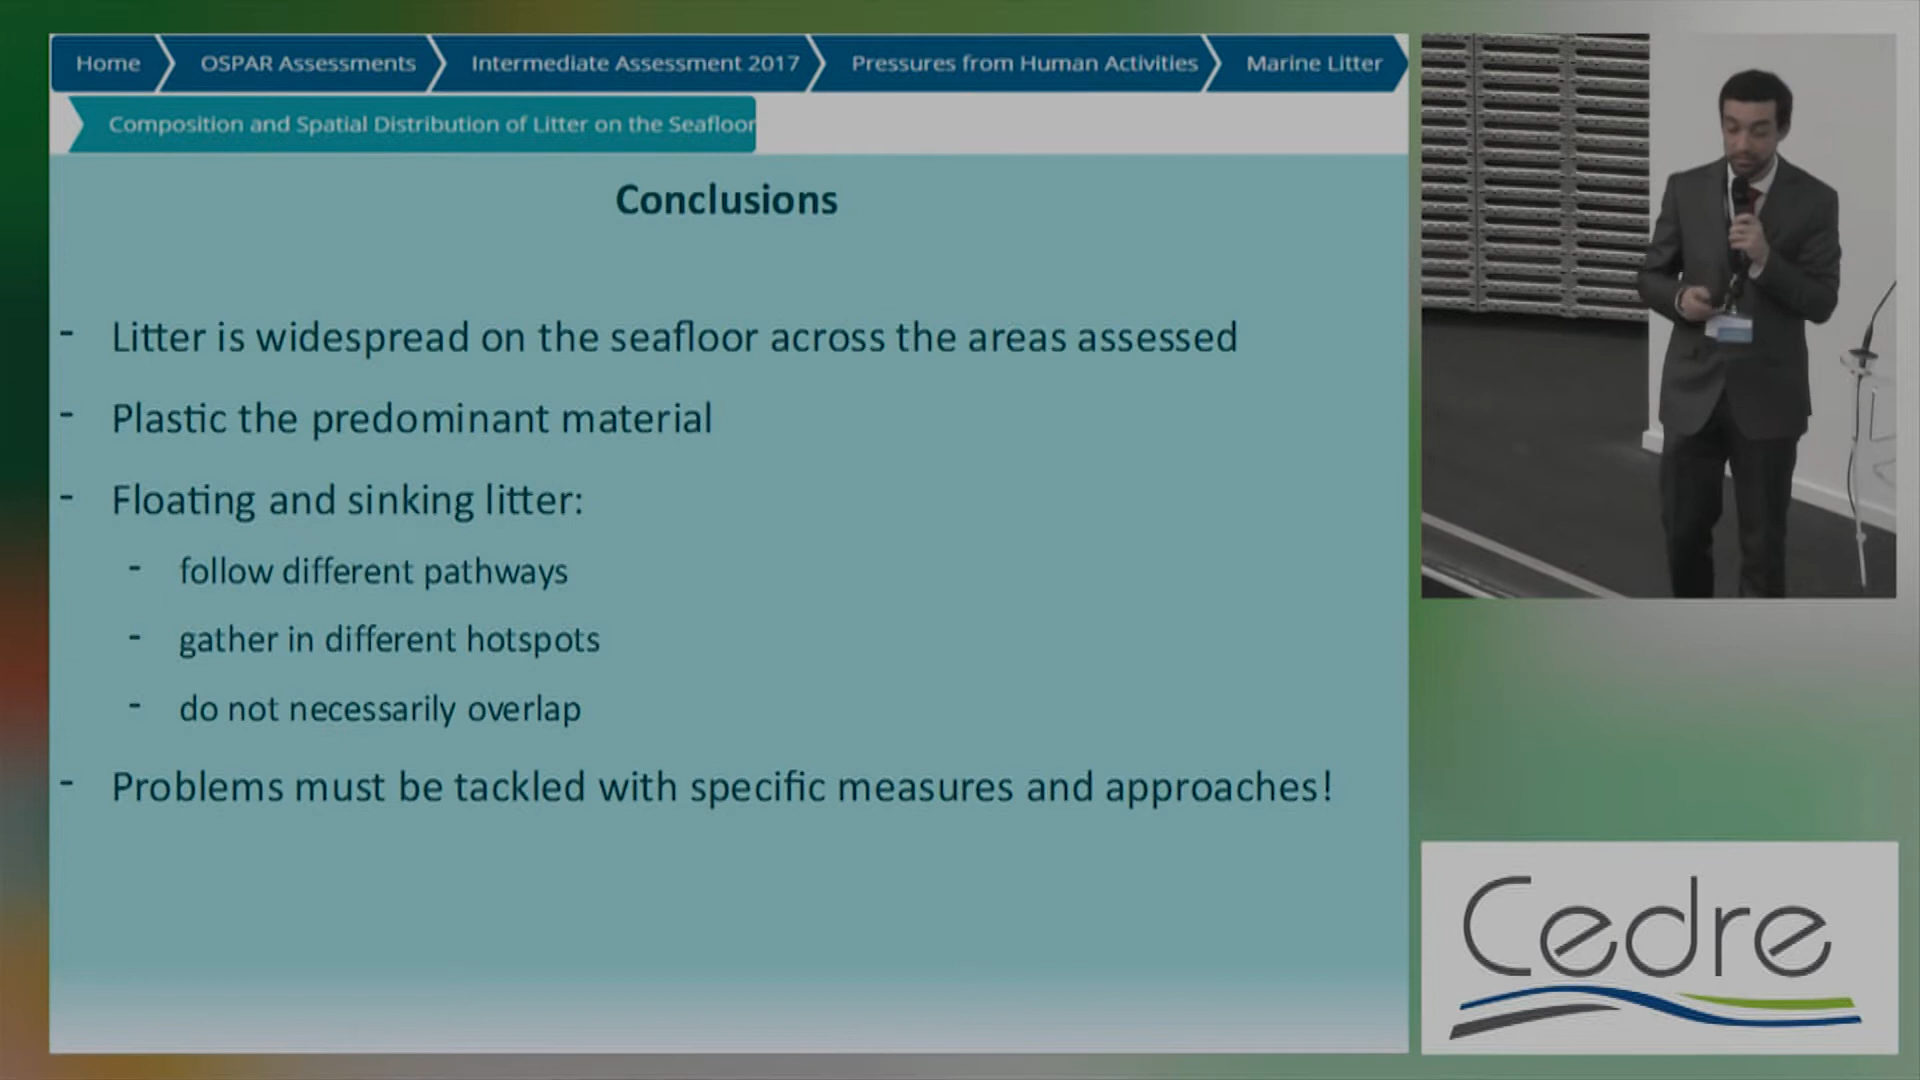 Home
OSPAR Assessments
Intermediate Assessment 2017
Pressures from Human Activities
Marine Litter
Composition and Spatial Distribution of Litter on the Seafloor
Conclusions
- Litter is widespread on the seafloor across the areas assessed
- Plastic the predominant material
- Floating and sinking litter:
- follow different pathways
- gather in different hotspots
- do not necessarily overlap
- Problems must be tackled with specific measures and approaches!
Cedre